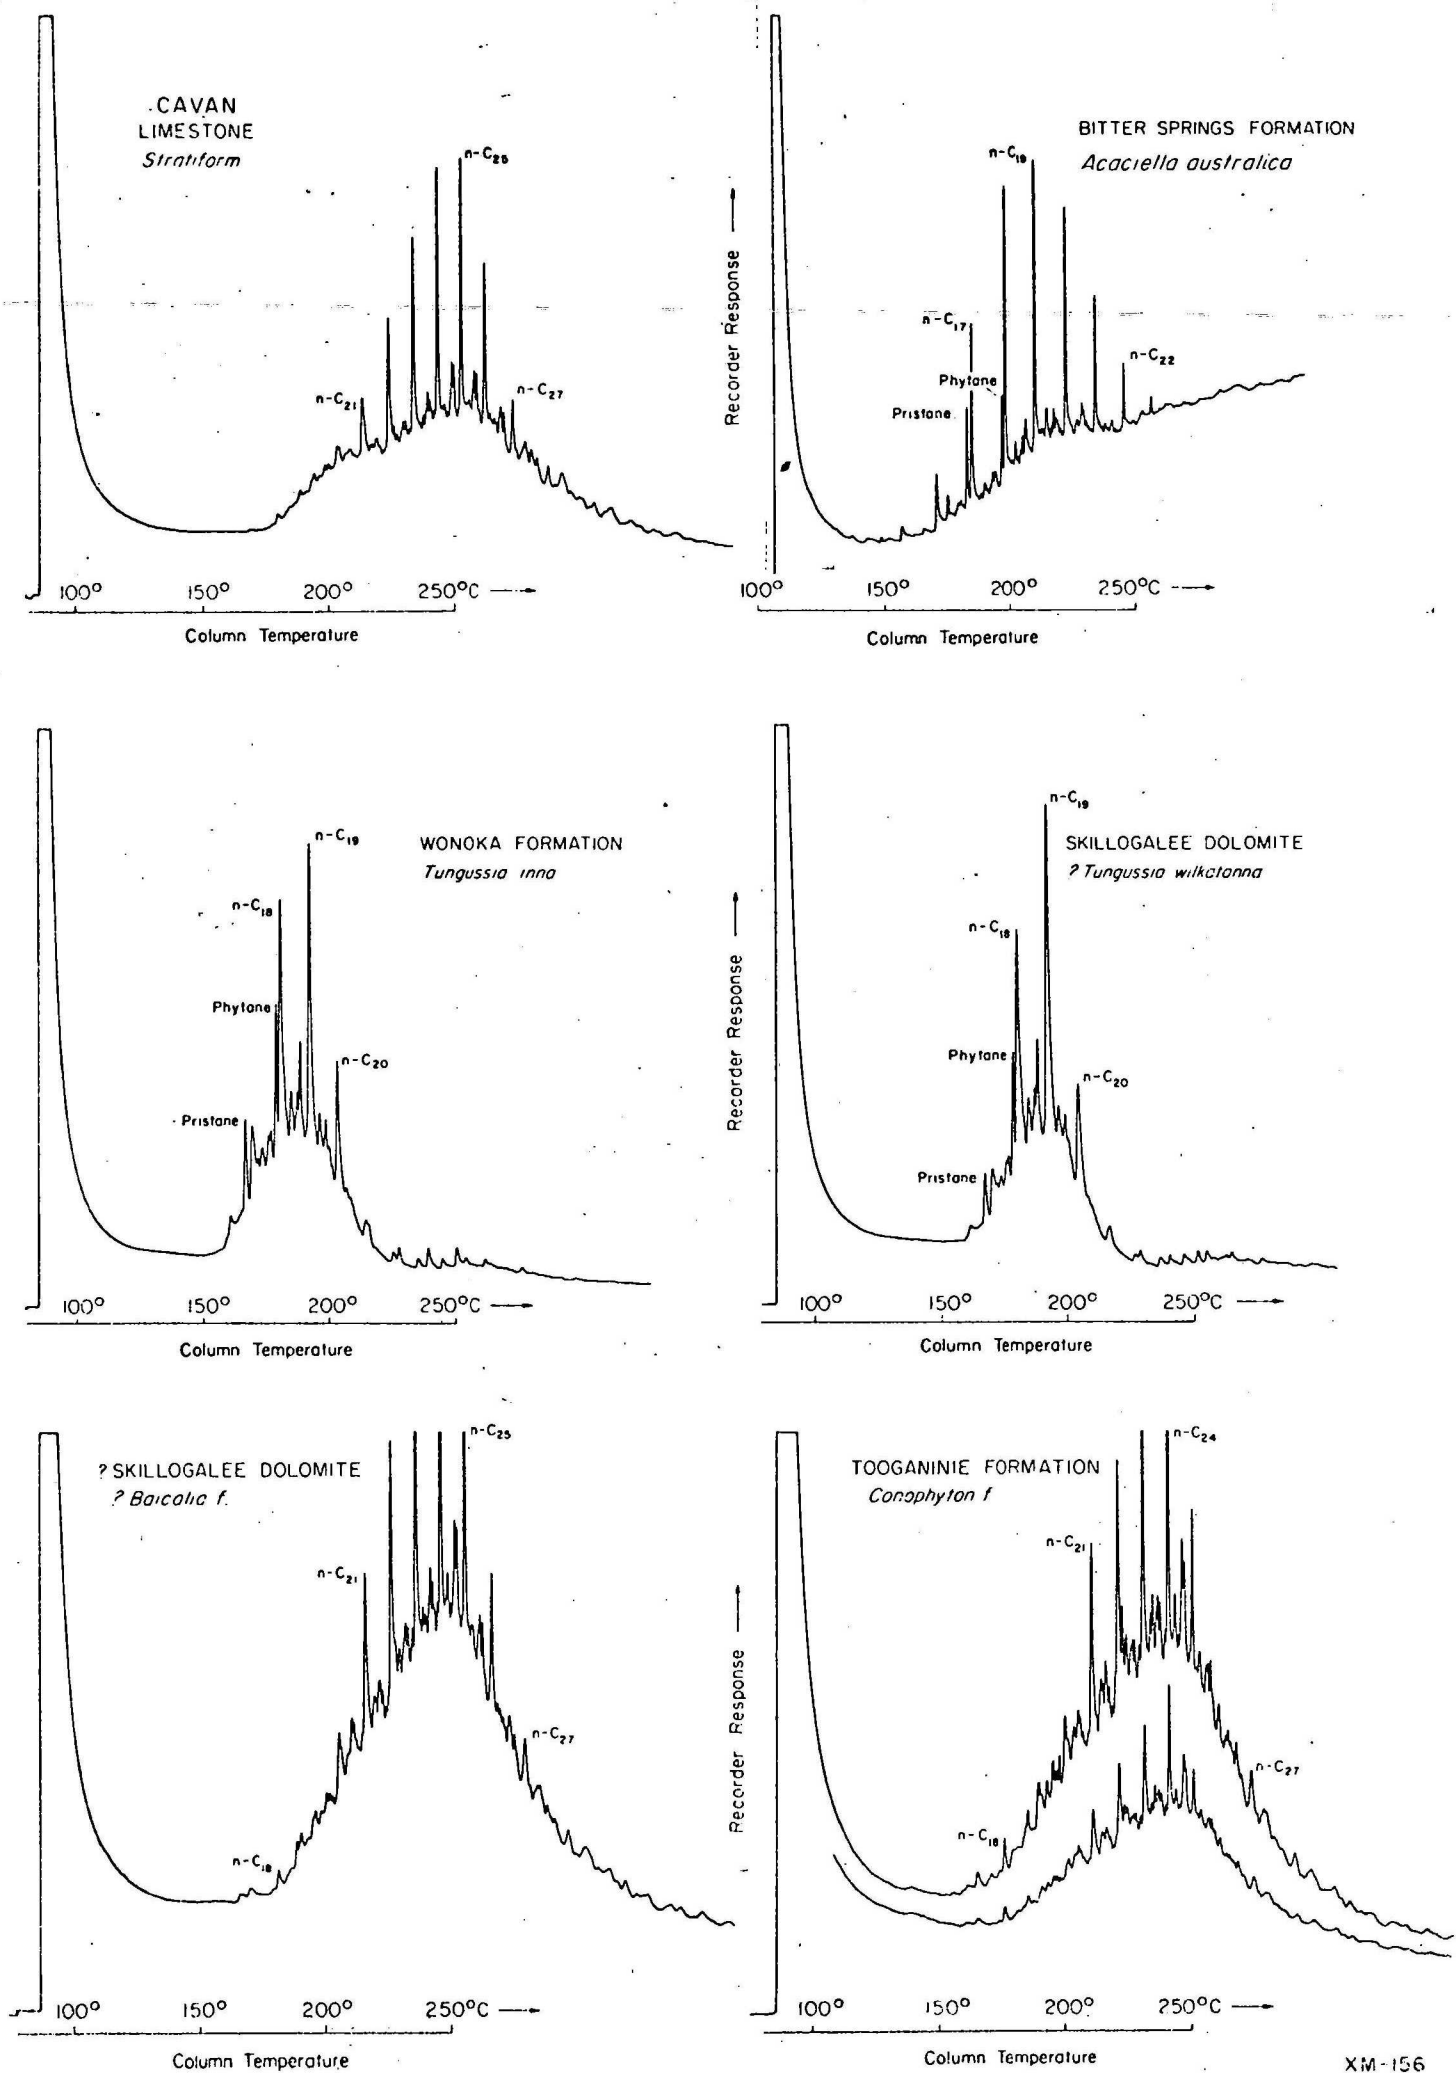 CAVAN
LIMESTONE
Stratiform
n-C25
n-C21
n-C27
100° 150° 200° 250°C
Column Temperature
Recorder Response
BITTER SPRINGS FORMATION
Acaciella australica
n-C19
n-C17
Phytane
Pristane
n-C22
100° 150° 200° 250°C
Column Temperature
WONOKA FORMATION
Tungussia inna
n-C19
n-C18
Phytane
n-C20
Pristane
100° 150° 200° 250°C
Column Temperature
Recorder Response
SKILLOGALEE DOLOMITE
? Tungussia wilkatanna
n-C19
n-C18
Phytane
n-C20
Pristane
100° 150° 200° 250°C
Column Temperature
? SKILLOGALEE DOLOMITE
? Baicalia f.
n-C25
n-C21
n-C27
n-C18
100° 150° 200° 250°C
Column Temperature
Recorder Response
TOOGANINIE FORMATION
Conophyton f
n-C24
n-C21
n-C27
n-C18
100° 150° 200° 250°C
Column Temperature
XM-156